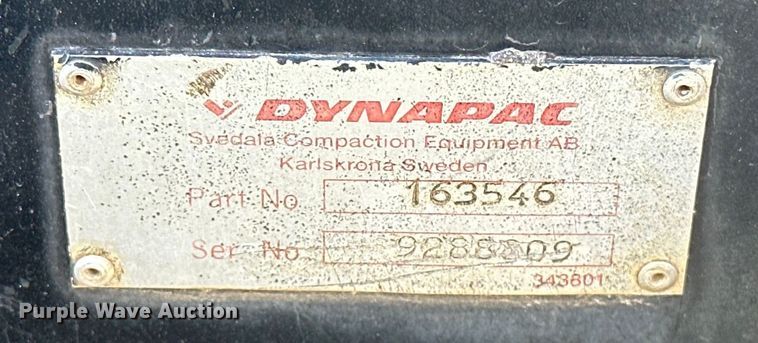 DYNAPAC
Svedala Compaction Equipment AB
Karlskrona Sweden
Part No 163546
Ser No
343601
Purple Wave Auction